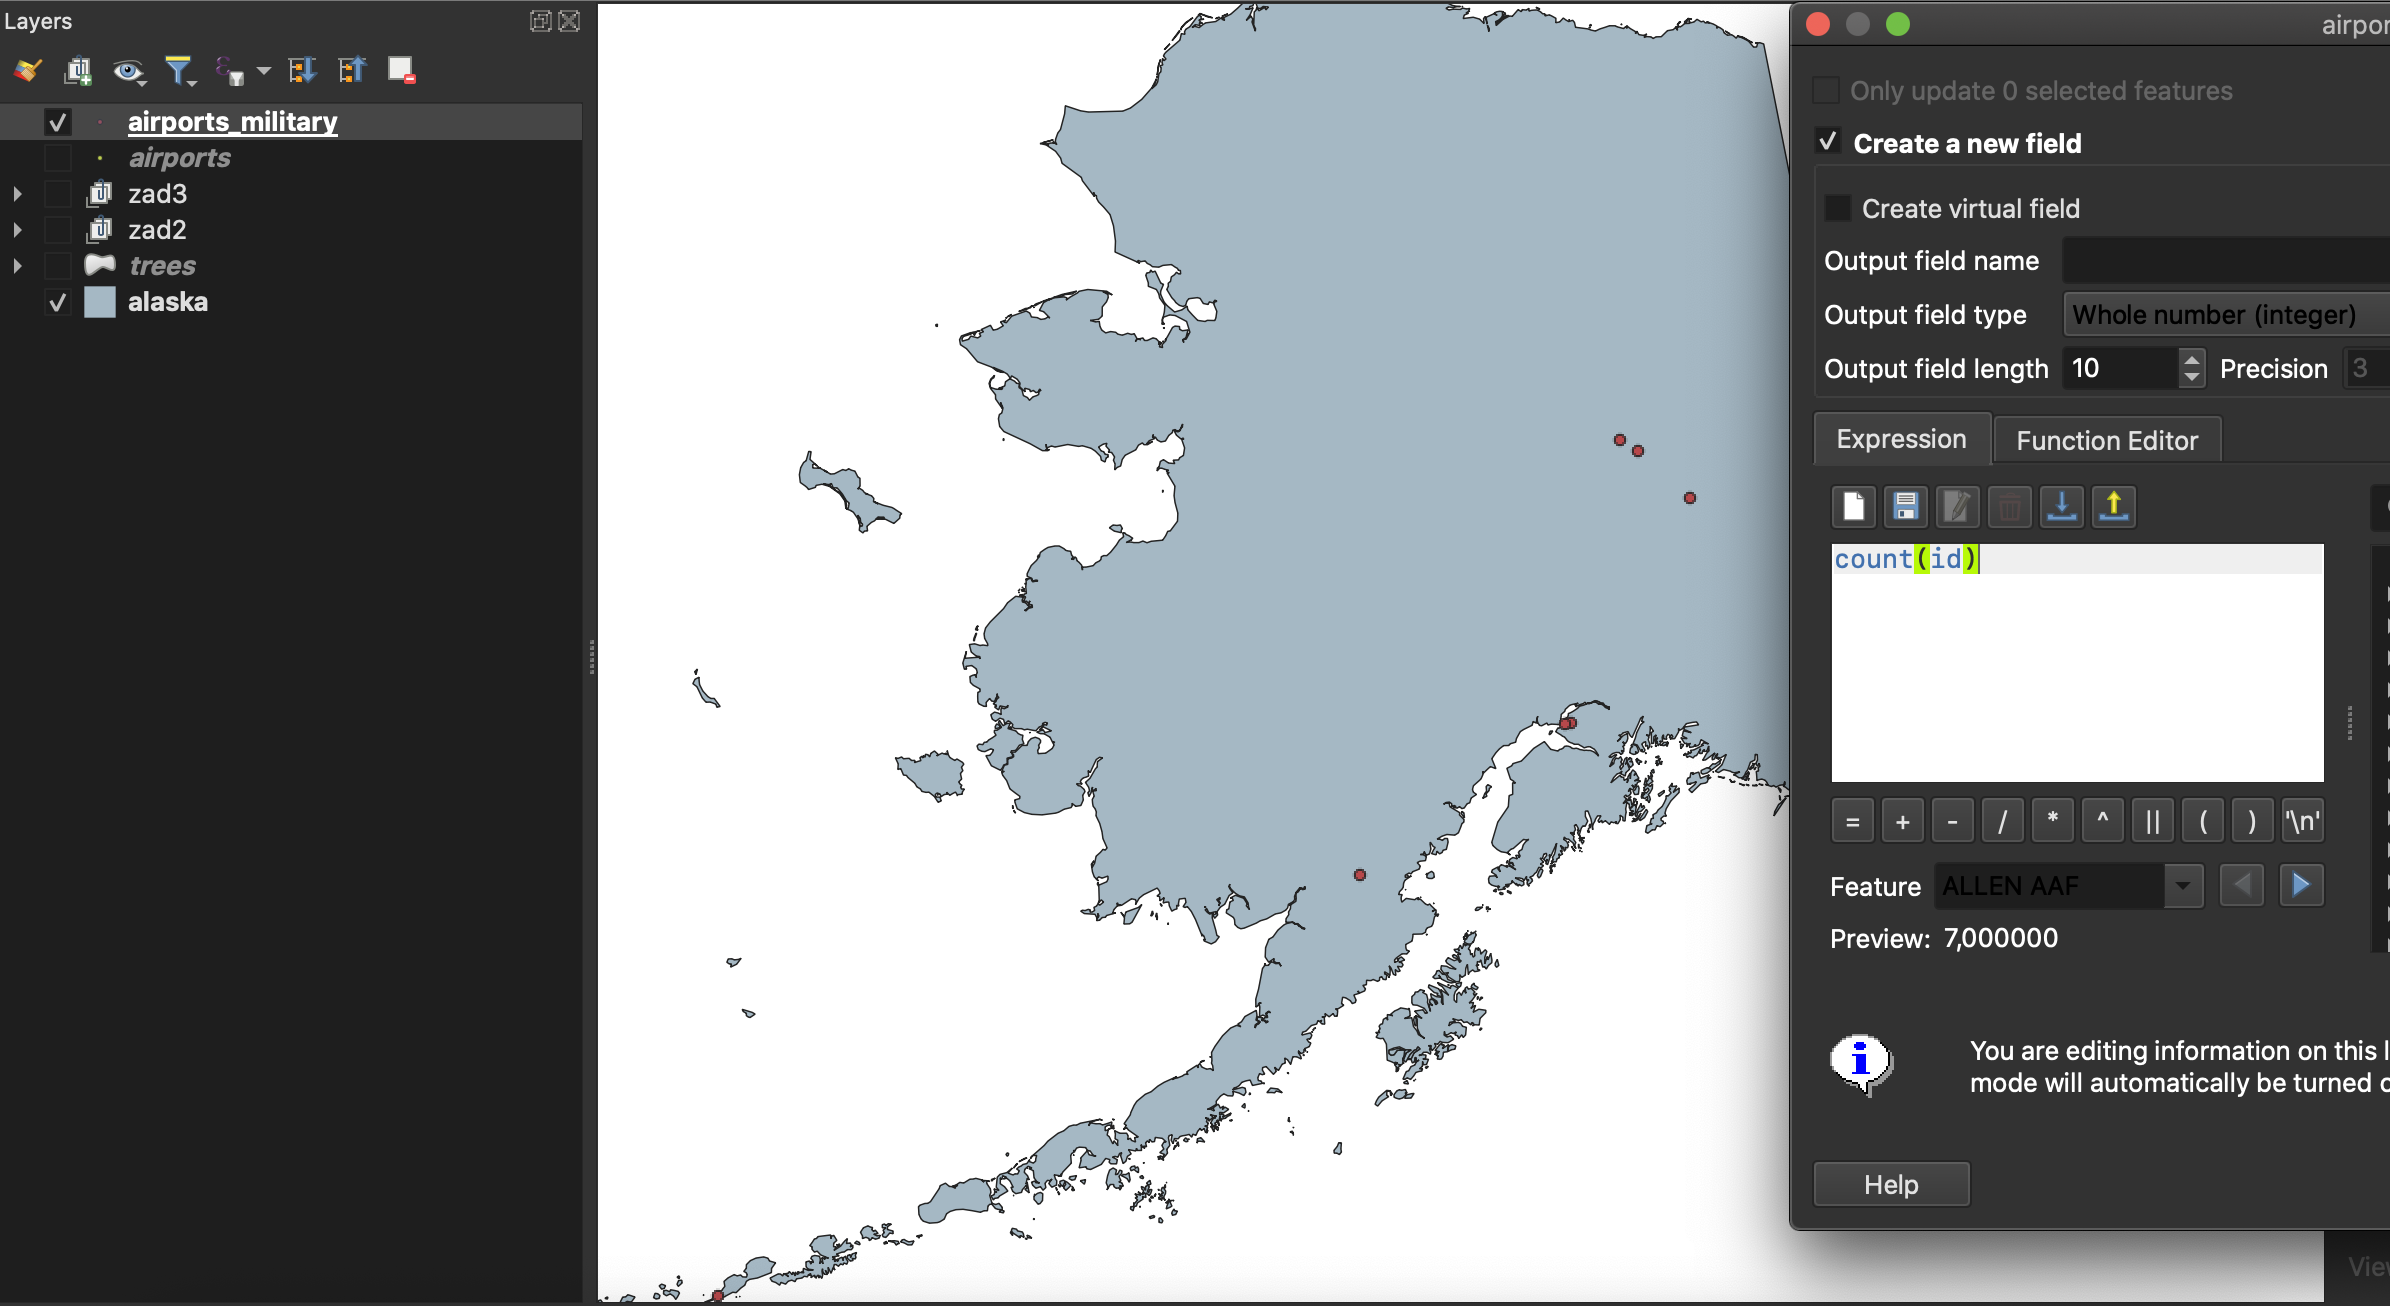 Layers
airports_military
airports
zad3
zad2
trees
alaska
airpor
Only update 0 selected features
Create a new field
Create virtual field
Output field name
Output field type Whole number (integer)
Output field length 10 Precision 3
Expression Function Editor
count(id)
= + - / * ^ || ( ) '\n'
Feature ALLEN AAF
Preview: 7,000000
You are editing information on this l
mode will automatically be turned o
Help
View